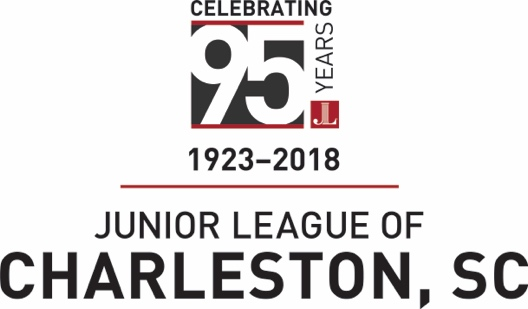 CELEBRATING
95
YEARS
JL
1923–2018
JUNIOR LEAGUE OF
CHARLESTON, SC